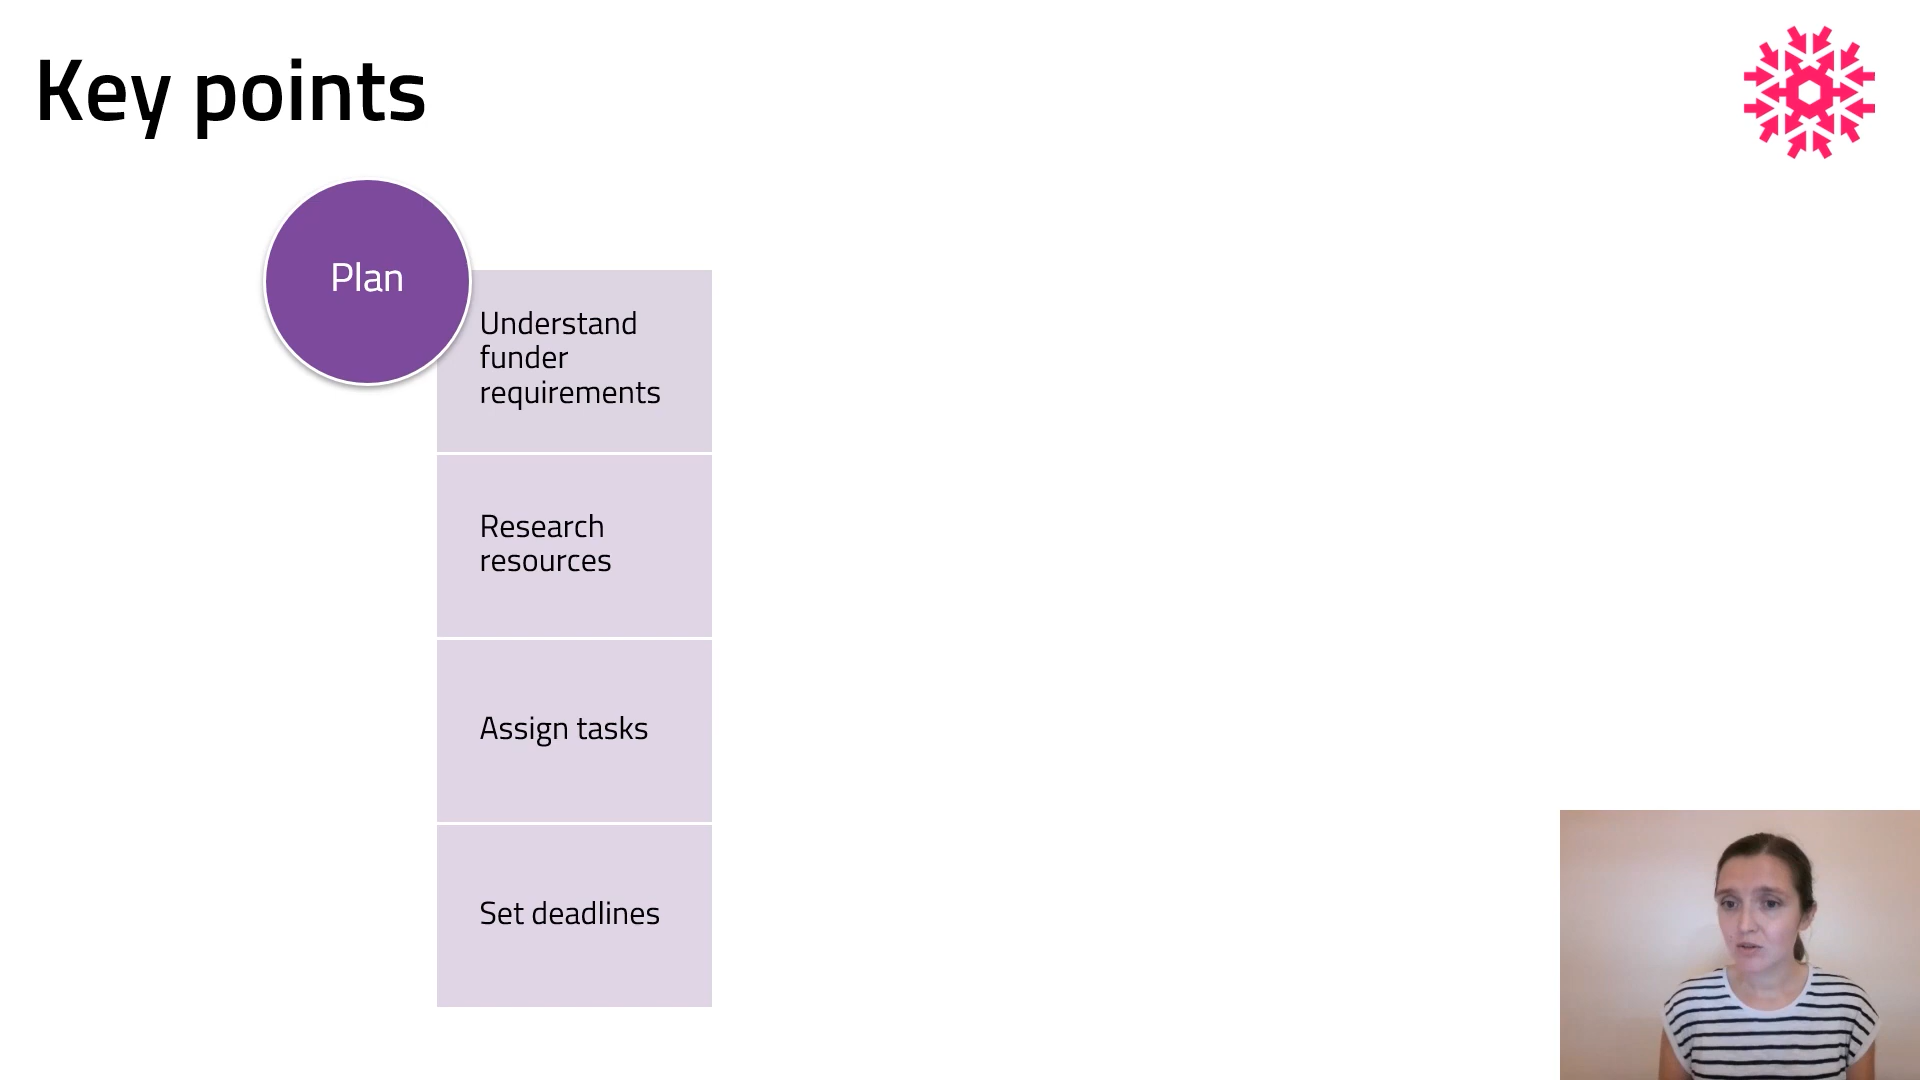 Key points
Plan
Understand
funder
requirements
Research
resources
Assign tasks
Set deadlines